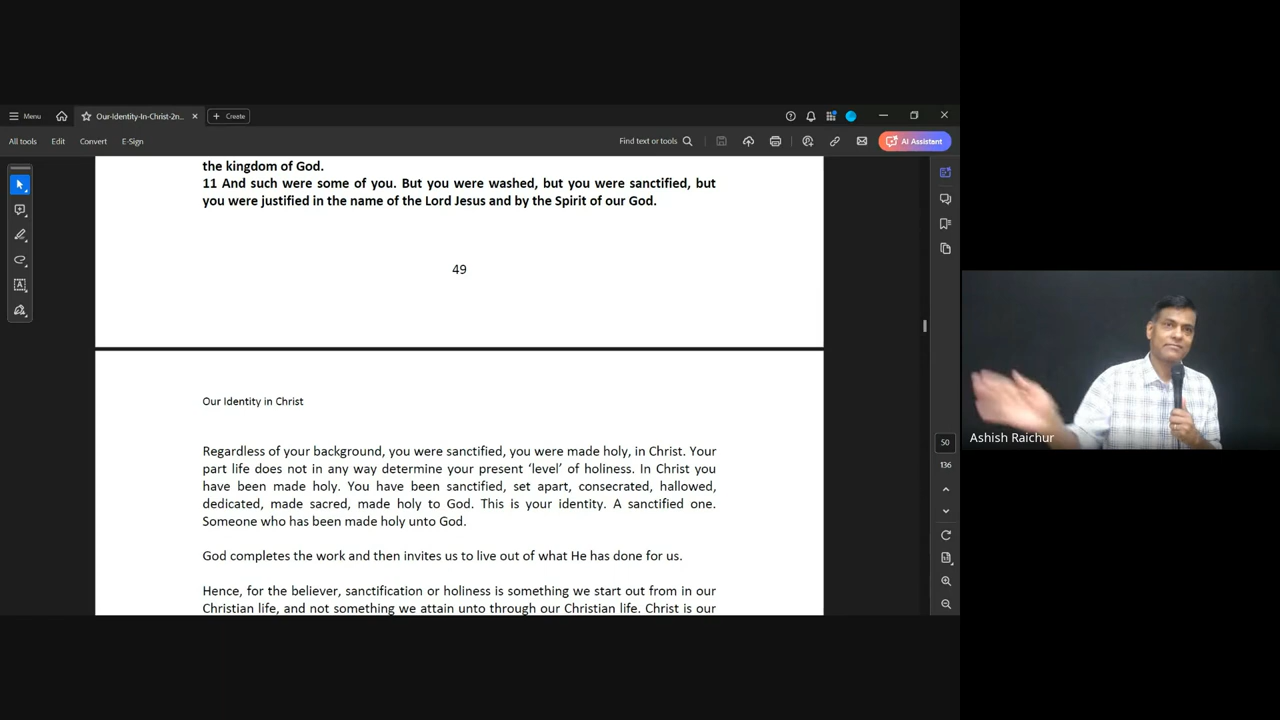 Menu
Our-Identity-In-Christ-2n...
Create
All tools
Edit
Convert
E-Sign
Find text or tools
AI Assistant
the kingdom of God.
11 And such were some of you. But you were washed, but you were sanctified, but
you were justified in the name of the Lord Jesus and by the Spirit of our God.
49
Our Identity in Christ
Regardless of your background, you were sanctified, you were made holy, in Christ. Your
part life does not in any way determine your present ‘level’ of holiness. In Christ you
have been made holy. You have been sanctified, set apart, consecrated, hallowed,
dedicated, made sacred, made holy to God. This is your identity. A sanctified one.
Someone who has been made holy unto God.
God completes the work and then invites us to live out of what He has done for us.
Hence, for the believer, sanctification or holiness is something we start out from in our
Christian life, and not something we attain unto through our Christian life. Christ is our
50
136
Ashish Raichur